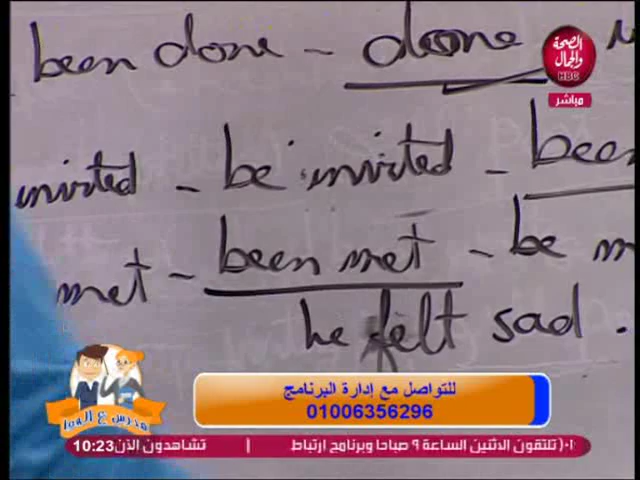 been done - done
الصحة
والجمال
HBC
مباشر
invited - be invited - been
met - been met - be m
he felt sad.
للتواصل مع إدارة البرنامج
01006356296
مدرس ع الهوا
تلتقون الاثنين الساعة ٩ صباحا وبرنامج ارتباط | تشاهدون الآن 10:23